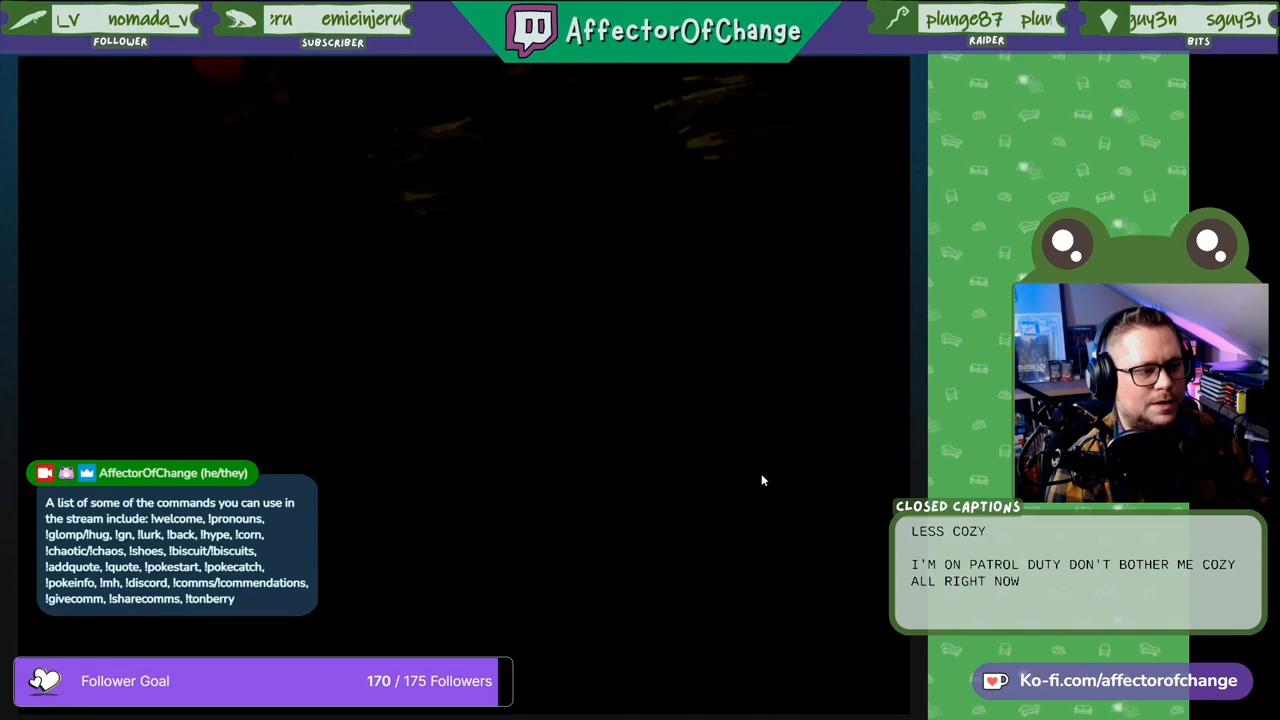 i_v nomada_v
FOLLOWER
emieinjeru
SUBSCRIBER
AffectorOfChange
plunge87
RAIDER
sguy3
BITS
AffectorOfChange (he/they)
A list of some of the commands you can use in
the stream include: !welcome, !pronouns,
!glomp/!hug, !gn, !lurk, !back, !hype, !corn,
!chaotic/!chaos, !shoes, !biscuit/!biscuits,
!addquote, !quote, !pokestart, !pokecatch,
!pokeinfo, !mh, !discord, !comms/!commendations,
!givecomm, !sharecomms, !tonberry
CLOSED CAPTIONS
LESS COZY
I'M ON PATROL DUTY DON'T BOTHER ME COZY
ALL RIGHT NOW
Follower Goal 170 / 175 Followers
Ko-fi.com/affectorofchange